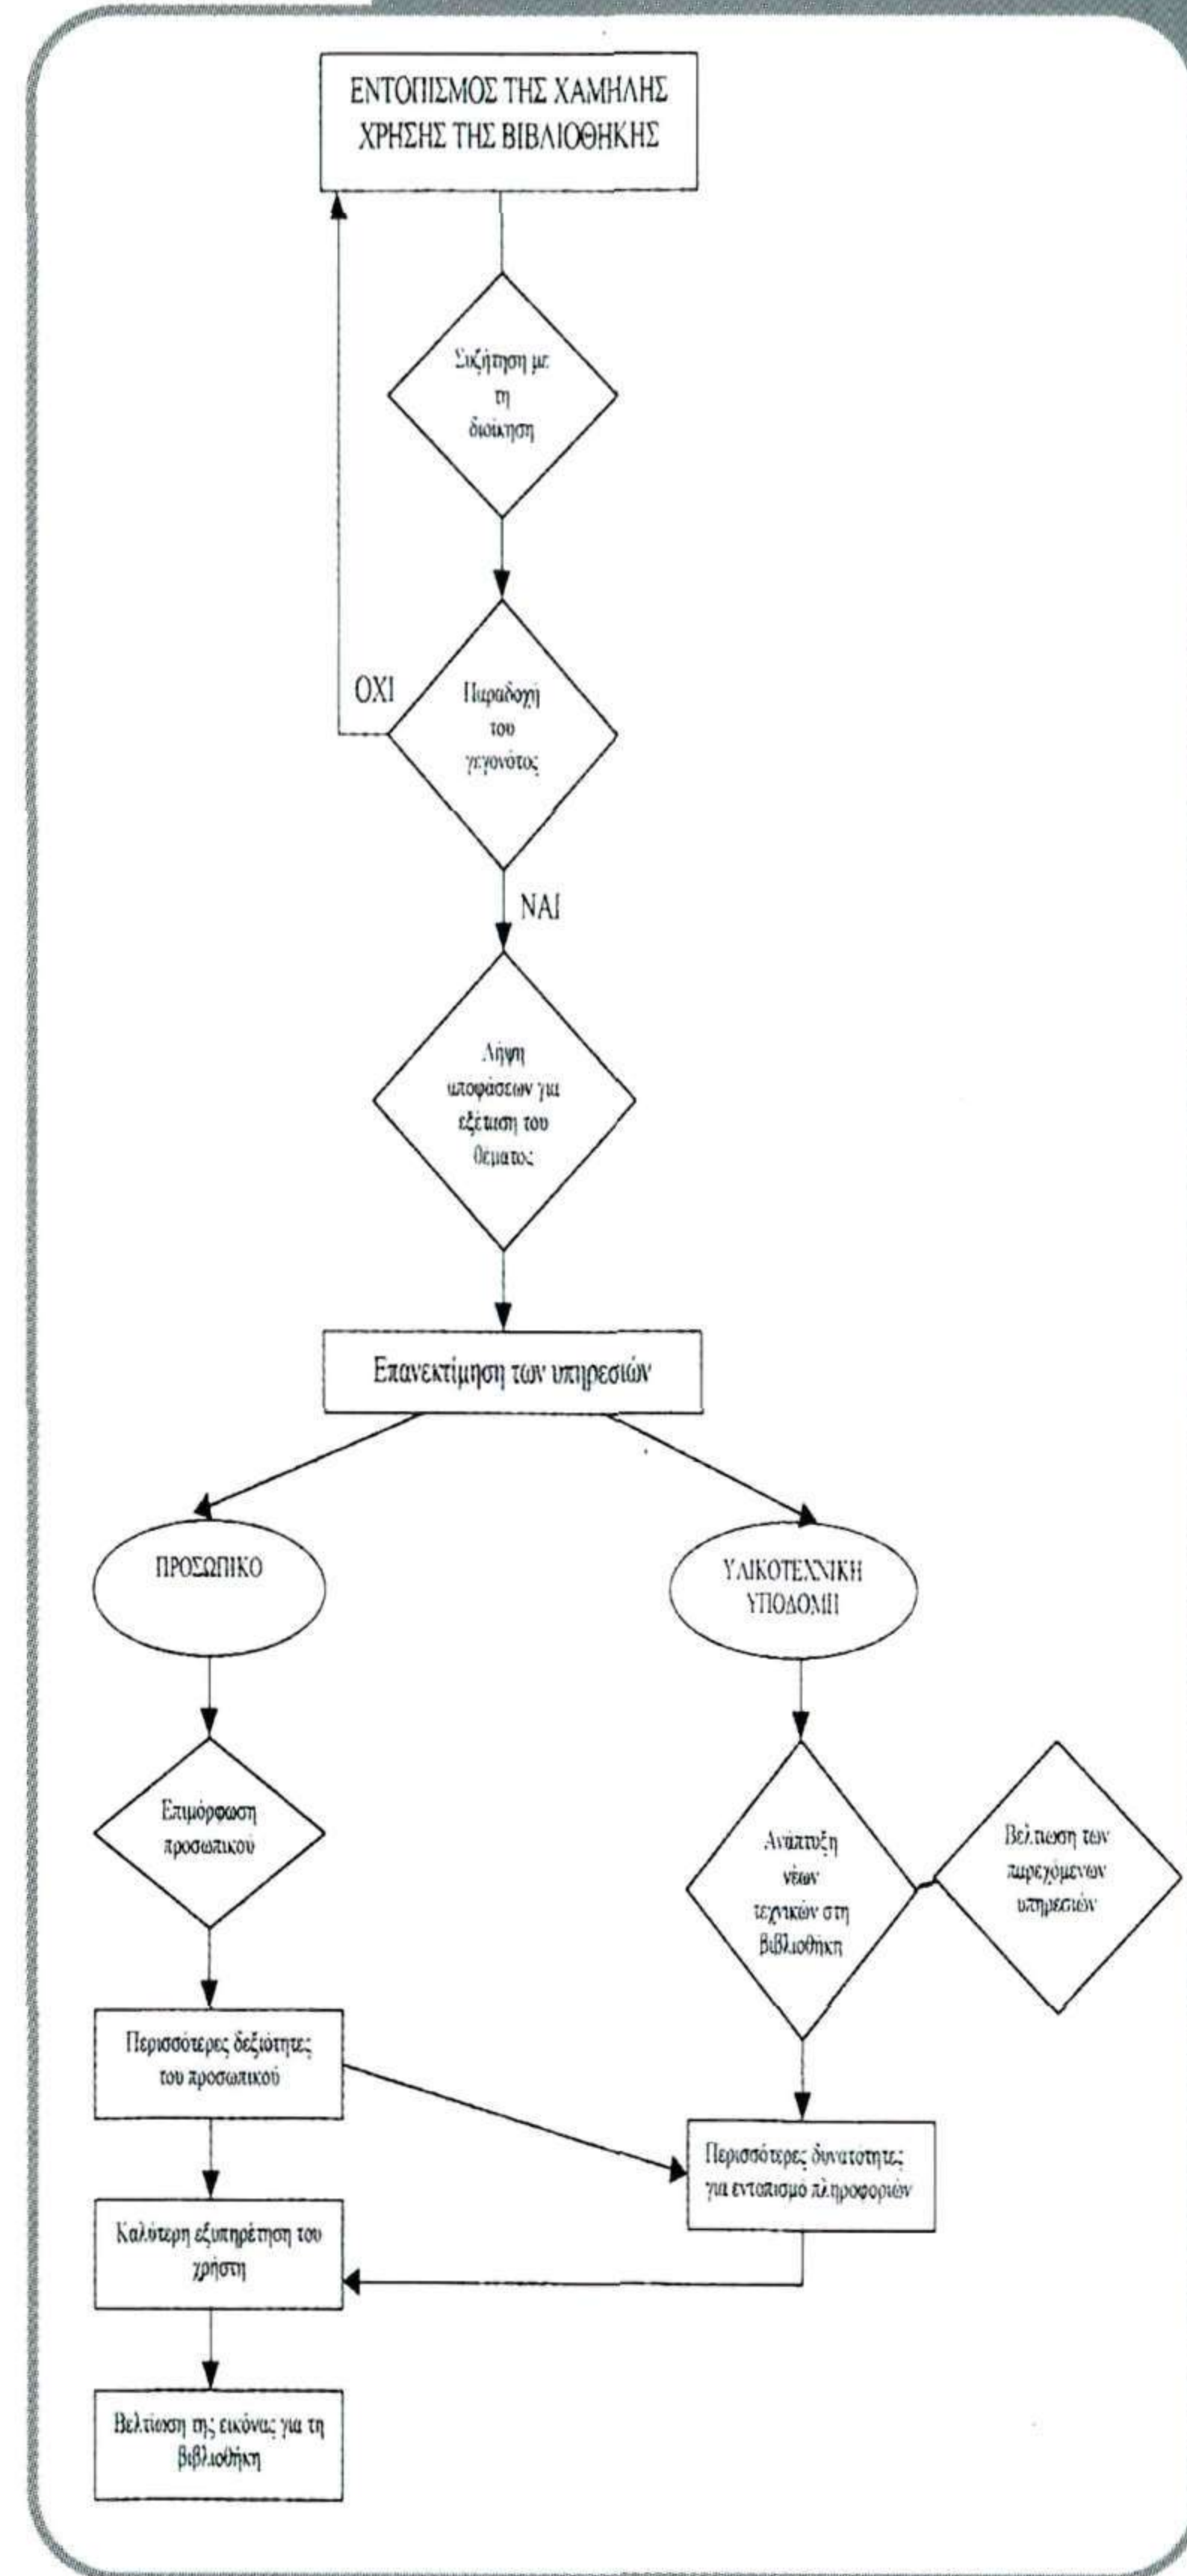 ΕΝΤΟΠΙΣΜΟΣ ΤΗΣ ΧΑΜΗΛΗΣ
ΧΡΗΣΗΣ ΤΗΣ ΒΙΒΛΙΟΘΗΚΗΣ
Συζήτηση με
τη
διοίκηση
Παραδοχή
του
γεγονότος
ΟΧΙ
ΝΑΙ
Λήψη
αποφάσεων για
εξέταση του
θέματος
Επανεκτίμηση των υπηρεσιών
ΠΡΟΣΩΠΙΚΟ
ΥΛΙΚΟΤΕΧΝΙΚΗ
ΥΠΟΔΟΜΗ
Επιμόρφωση
προσωπικού
Ανάπτυξη
νέων
τεχνικών στη
βιβλιοθήκη
Βελτιωση των
παρεχόμενων
υπηρεσιών
Περισσότερες δεξιότητες
του προσωπικού
Περισσότερες δυνατότητες
για εντοπισμό πληροφοριών
Καλύτερη εξυπηρέτηση του
χρήστη
Βελτίωση της εικόνας για τη
βιβλιοθήκη